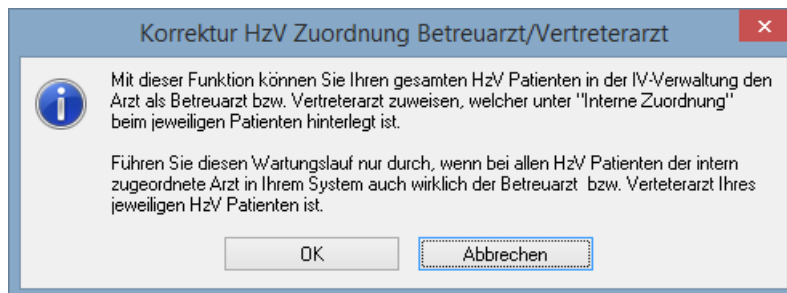 Korrektur HzV Zuordnung Betreuarzt/Vertreterarzt
Mit dieser Funktion können Sie Ihren gesamten HzV Patienten in der IV-Verwaltung den
Arzt als Betreuarzt bzw. Vertreterarzt zuweisen, welcher unter "Interne Zuordnung"
beim jeweiligen Patienten hinterlegt ist.
Führen Sie diesen Wartungslauf nur durch, wenn bei allen HzV Patienten der intern
zugeordnete Arzt in Ihrem System auch wirklich der Betreuarzt bzw. Verteterarzt Ihres
jeweiligen HzV Patienten ist.
OK
Abbrechen